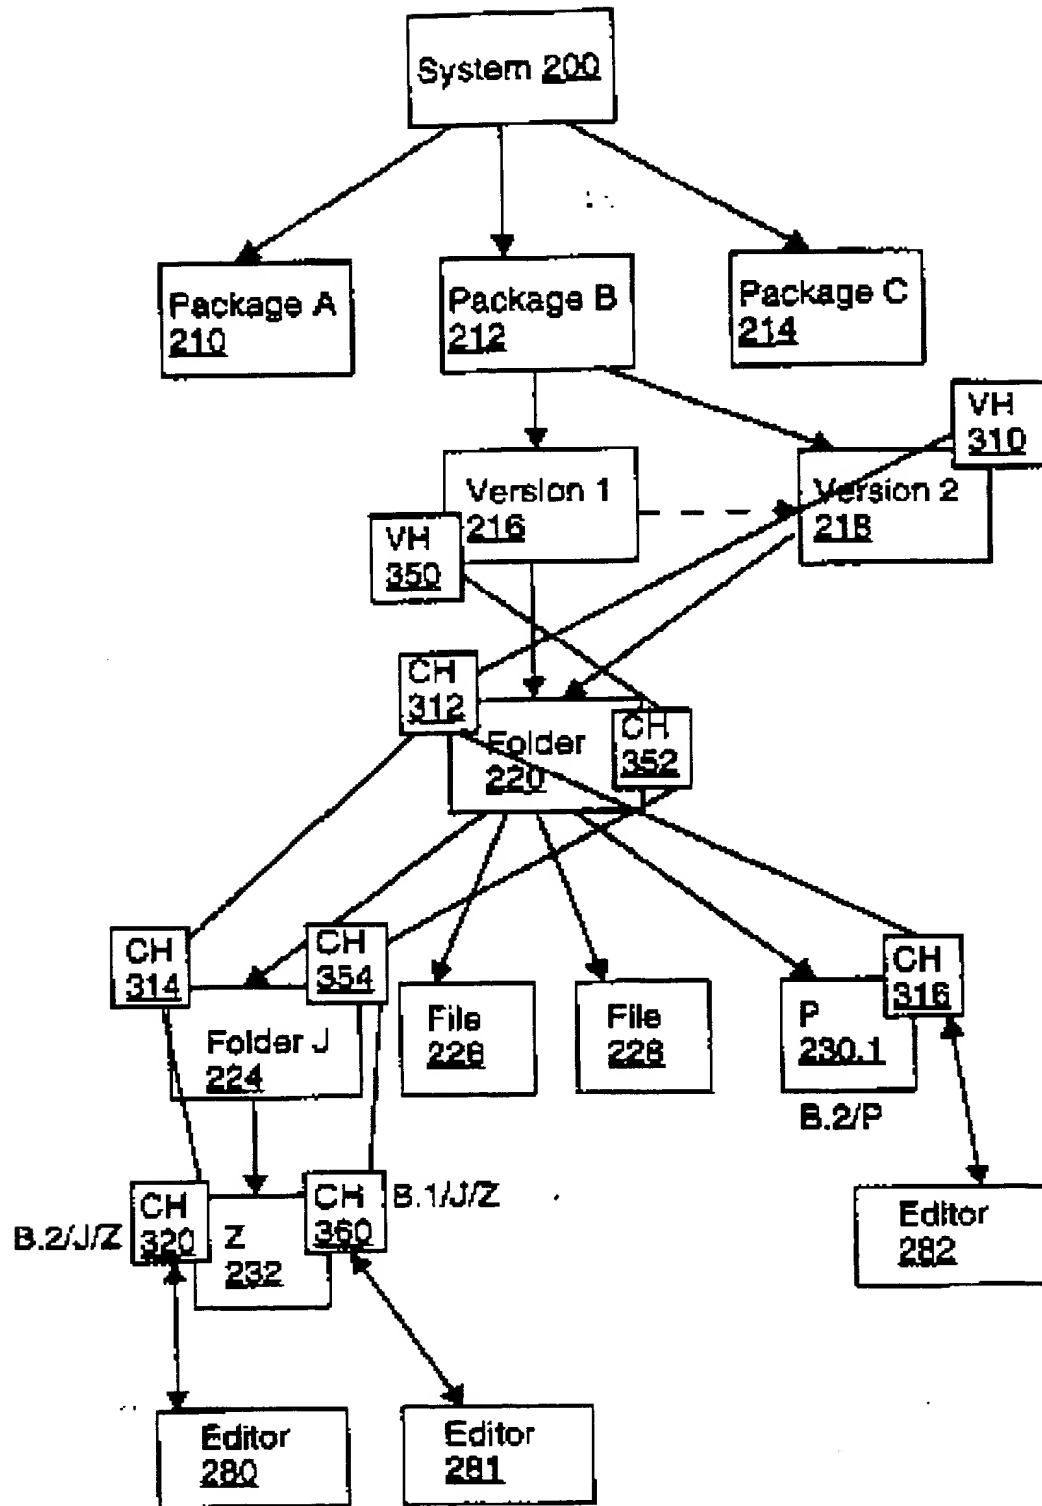 System 200
Package A
210
Package B
212
Package C
214
VH
310
Version 1
216
Version 2
218
VH
350
CH
312
Folder
220
CH
352
CH
314
CH
354
Folder J
224
File
226
File
228
P
230.1
CH
316
B.2/P
B.2/J/Z
CH
320
Z
232
CH
360
B.1/J/Z
Editor
282
Editor
280
Editor
281